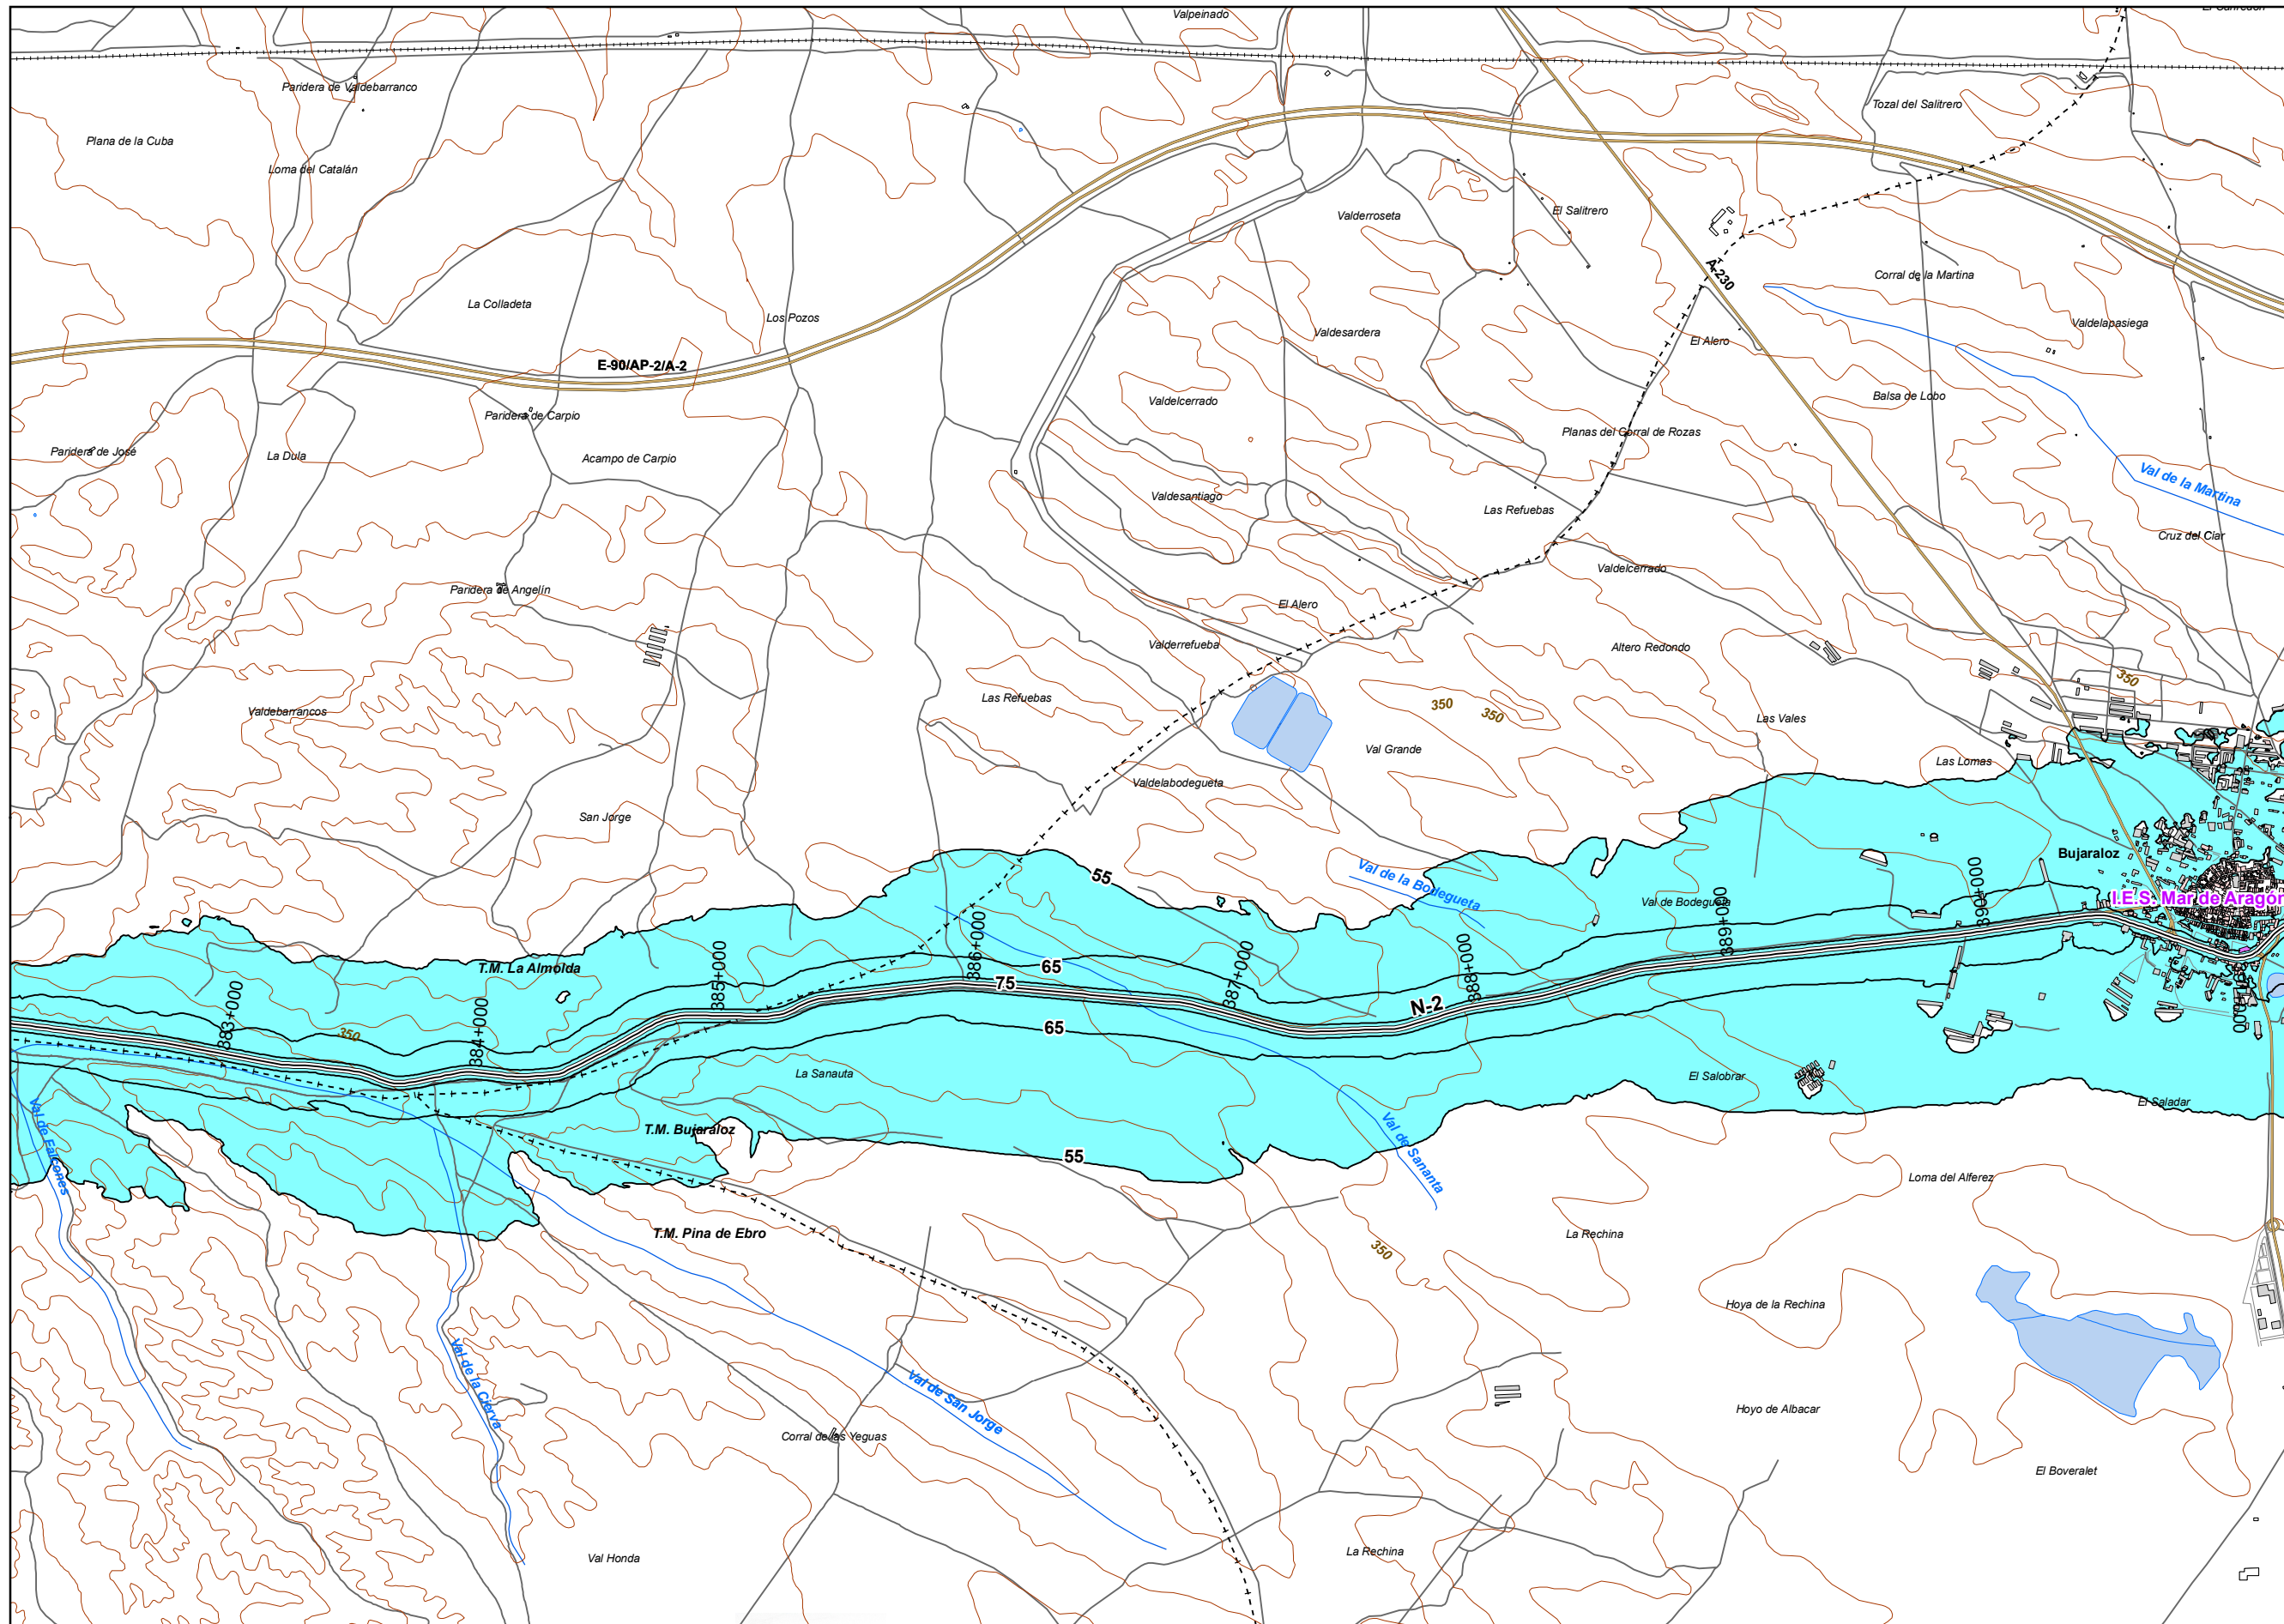 Valpeinado
Paridera de Valdebarranco
Tozal del Salitrero
Plana de la Cuba
Loma del Catalán
El Salitrero
Valderroseta
A-230
Corral de la Martina
La Colladeta
Los Pozos
Valdesardera
El Alero
Valdelapasiega
E-90/AP-2/A-2
Valdelcerrado
Balsa de Lobo
Paridera de Carpio
Planas del Corral de Rozas
Paridera de José
La Dula
Acampo de Carpio
Val de la Martina
Valdesantiago
Las Refuebas
Cruz del Ciar
Valdelcerrado
Paridera de Angelín
El Alero
Valderrefueba
Altero Redondo
350
Las Refuebas
350
350
Valdebarrancos
Las Vales
Val Grande
Las Lomas
Valdelabodegueta
San Jorge
Bujaraloz
55
Val de la Bodegueta
Val de Bodegueta
I.E.S. Mar de Aragón
390+000
389+000
386+000
65
T.M. La Almolda
385+000
75
387+000
388+000
N-2
383+000
384+000
350
65
La Sanauta
El Salobrar
El Saladar
Val de Falcones
T.M. Bujaraloz
55
Val de Sananta
Loma del Alferez
T.M. Pina de Ebro
350
La Rechina
Hoya de la Rechina
Val de la Cierva
Val de San Jorge
Hoyo de Albacar
Corral de las Yeguas
El Boveralet
Val Honda
La Rechina